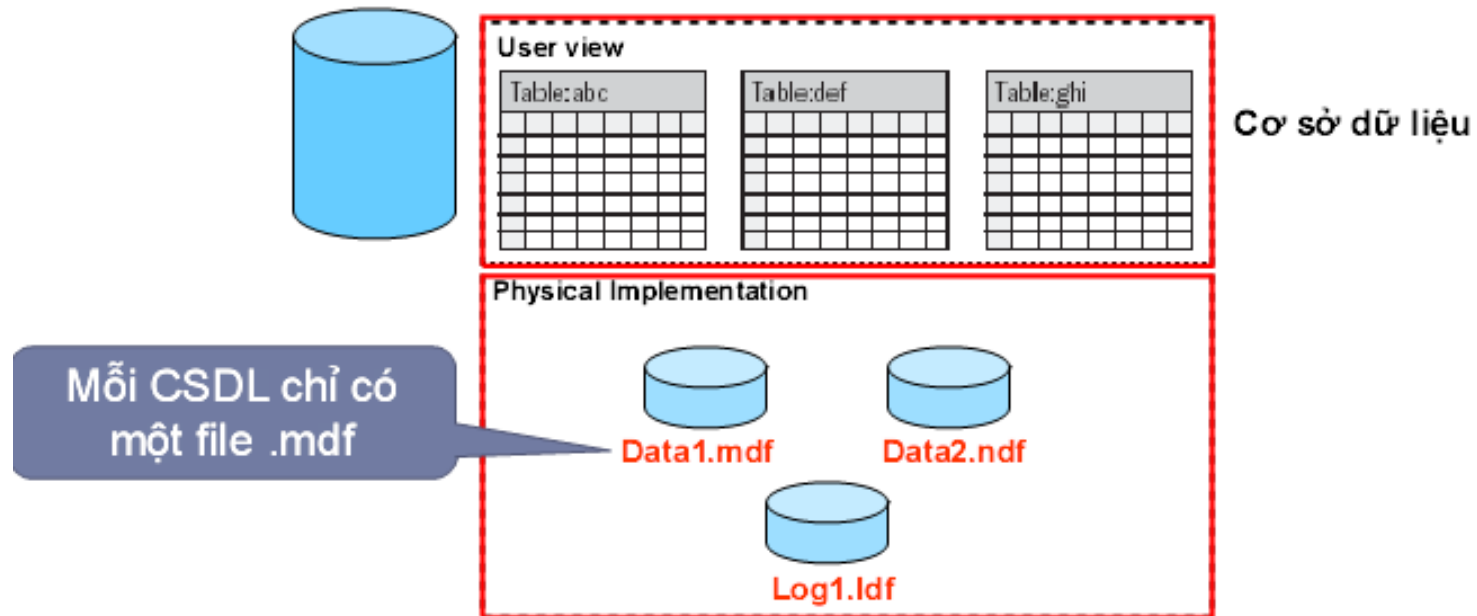 User view
Table:abc
Table:def
Table:ghi
Cơ sở dữ liệu
Physical Implementation
Mỗi CSDL chỉ có
một file .mdf
Data1.mdf
Data2.ndf
Log1.ldf